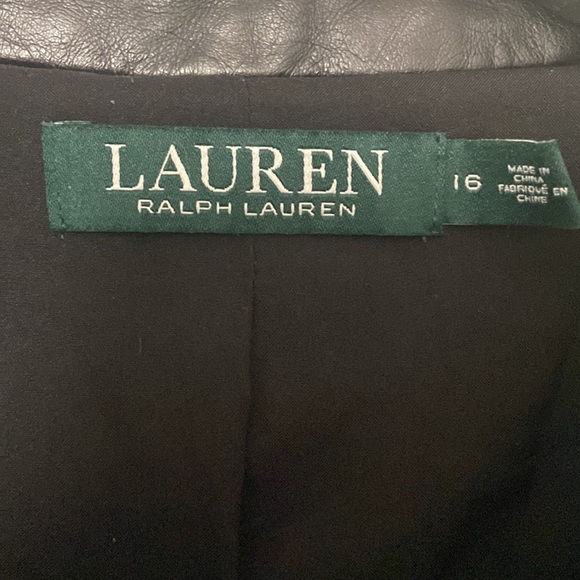 LAUREN
RALPH LAUREN
16
MADE IN
CHINA
FABRIQUÉ EN
CHINE